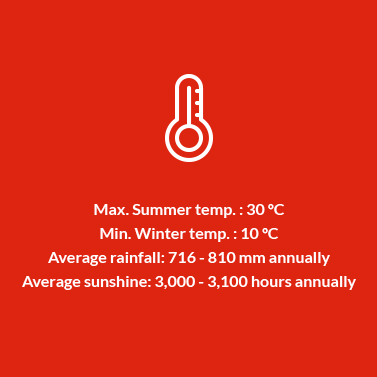 Max. Summer temp. : 30 ºC
Min. Winter temp. : 10 ºC
Average rainfall: 716 - 810 mm annually
Average sunshine: 3,000 - 3,100 hours annually